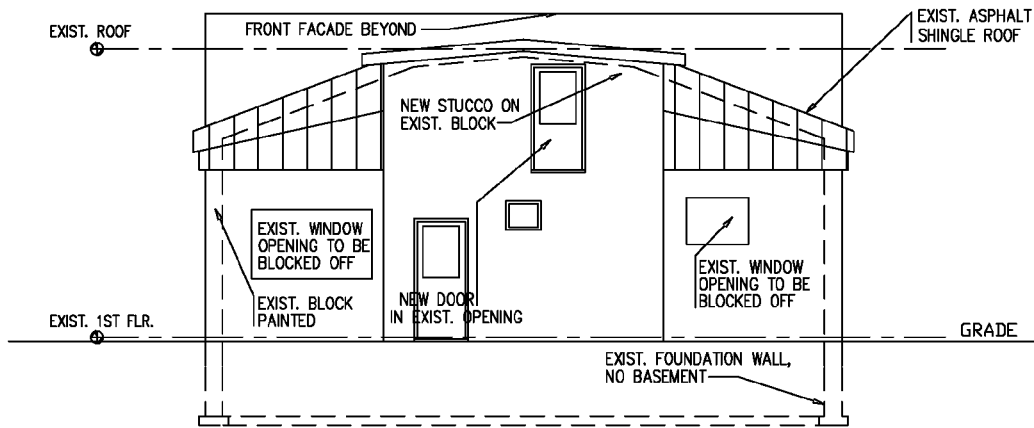 EXIST. ROOF
FRONT FACADE BEYOND
EXIST. ASPHALT
SHINGLE ROOF
NEW STUCCO ON
EXIST. BLOCK
EXIST. WINDOW
OPENING TO BE
BLOCKED OFF
EXIST. WINDOW
OPENING TO BE
BLOCKED OFF
EXIST. BLOCK
PAINTED
NEW DOOR
IN EXIST. OPENING
EXIST. 1ST FLR.
GRADE
EXIST. FOUNDATION WALL,
NO BASEMENT